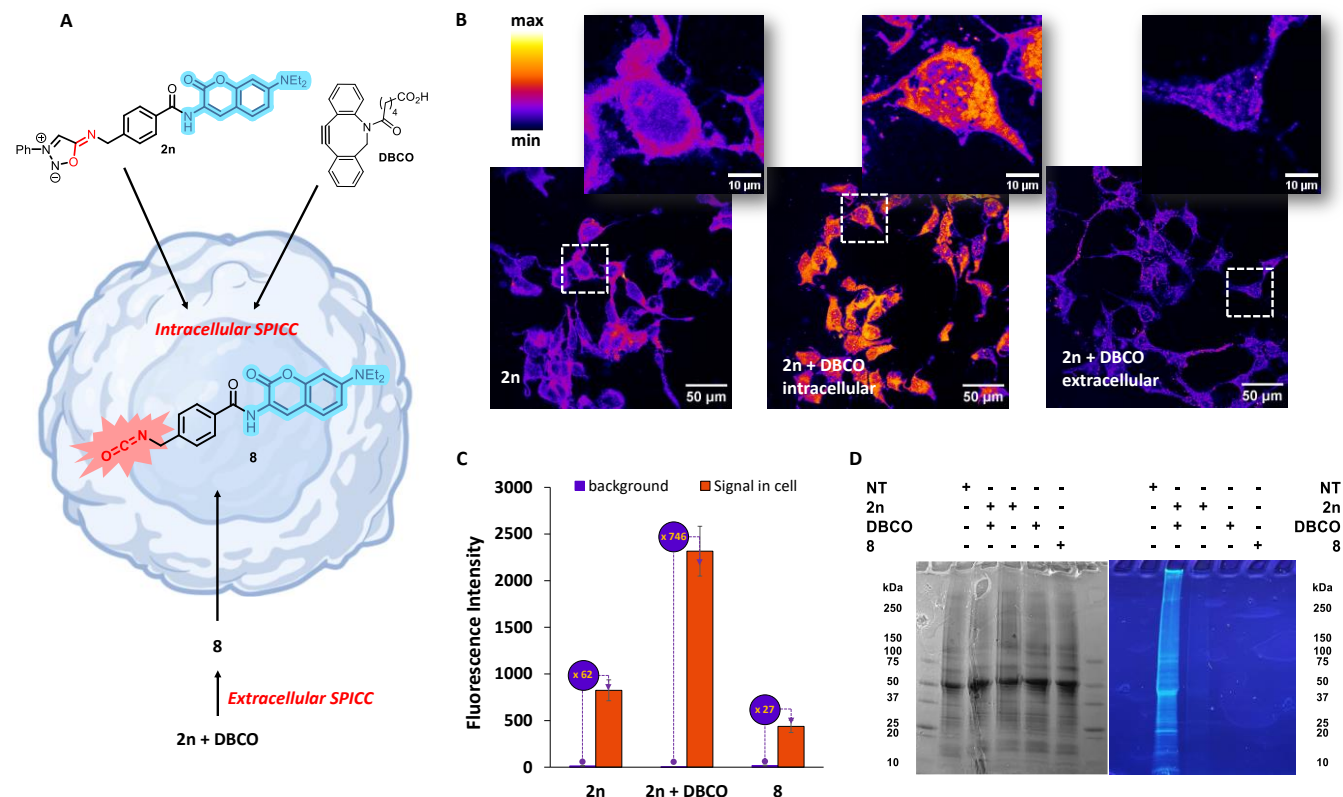 A
O
O
NEt2
O
N
H
N
Ph
N
O
N
2n
CO2H
4
N
O
DBCO
Intracellular SPICC
O
O
NEt2
O
N
H
O=C=N
8
8
Extracellular SPICC
2n + DBCO
B
max
min
10 µm
10 µm
10 µm
2n
50 µm
2n + DBCO
intracellular
50 µm
2n + DBCO
extracellular
50 µm
C
Fluorescence Intensity
background
Signal in cell
3000
2500
2000
1500
1000
500
0
x 62
x 746
x 27
2n
2n + DBCO
8
D
NT + - - - -
2n - + + - -
DBCO - + - + -
8 - - - - +
+ - - - - NT
- + + - - 2n
- + - + - DBCO
- - - - + 8
kDa
250
150
100
75
50
37
25
20
10
kDa
250
150
100
75
50
37
25
20
10